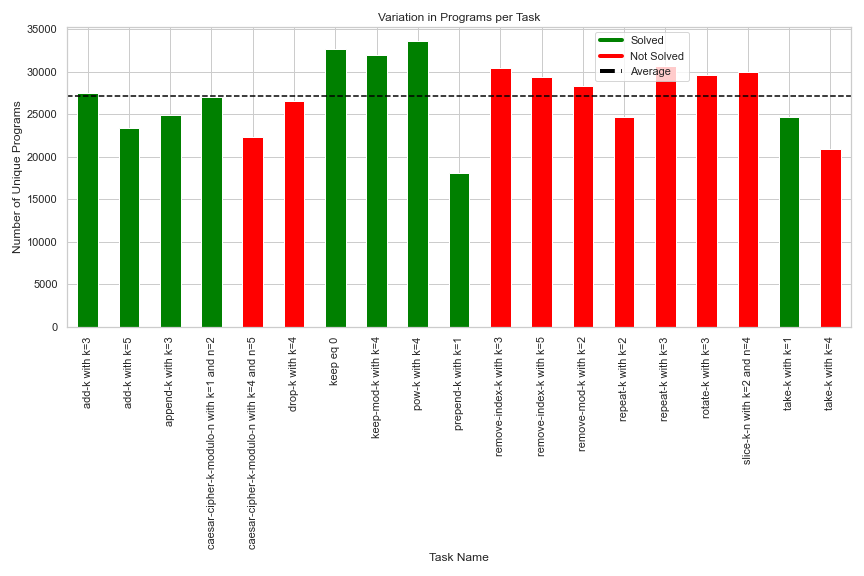 Variation in Programs per Task
Solved
Not Solved
Average
Number of Unique Programs
35000
30000
25000
20000
15000
10000
5000
0
add-k with k=3
add-k with k=5
append-k with k=3
caesar-cipher-k-modulo-n with k=1 and n=2
caesar-cipher-k-modulo-n with k=4 and n=5
drop-k with k=4
keep eq 0
keep-mod-k with k=4
pow-k with k=4
prepend-k with k=1
remove-index-k with k=3
remove-index-k with k=5
remove-mod-k with k=2
repeat-k with k=2
repeat-k with k=3
rotate-k with k=3
slice-k-n with k=2 and n=4
take-k with k=1
take-k with k=4
Task Name